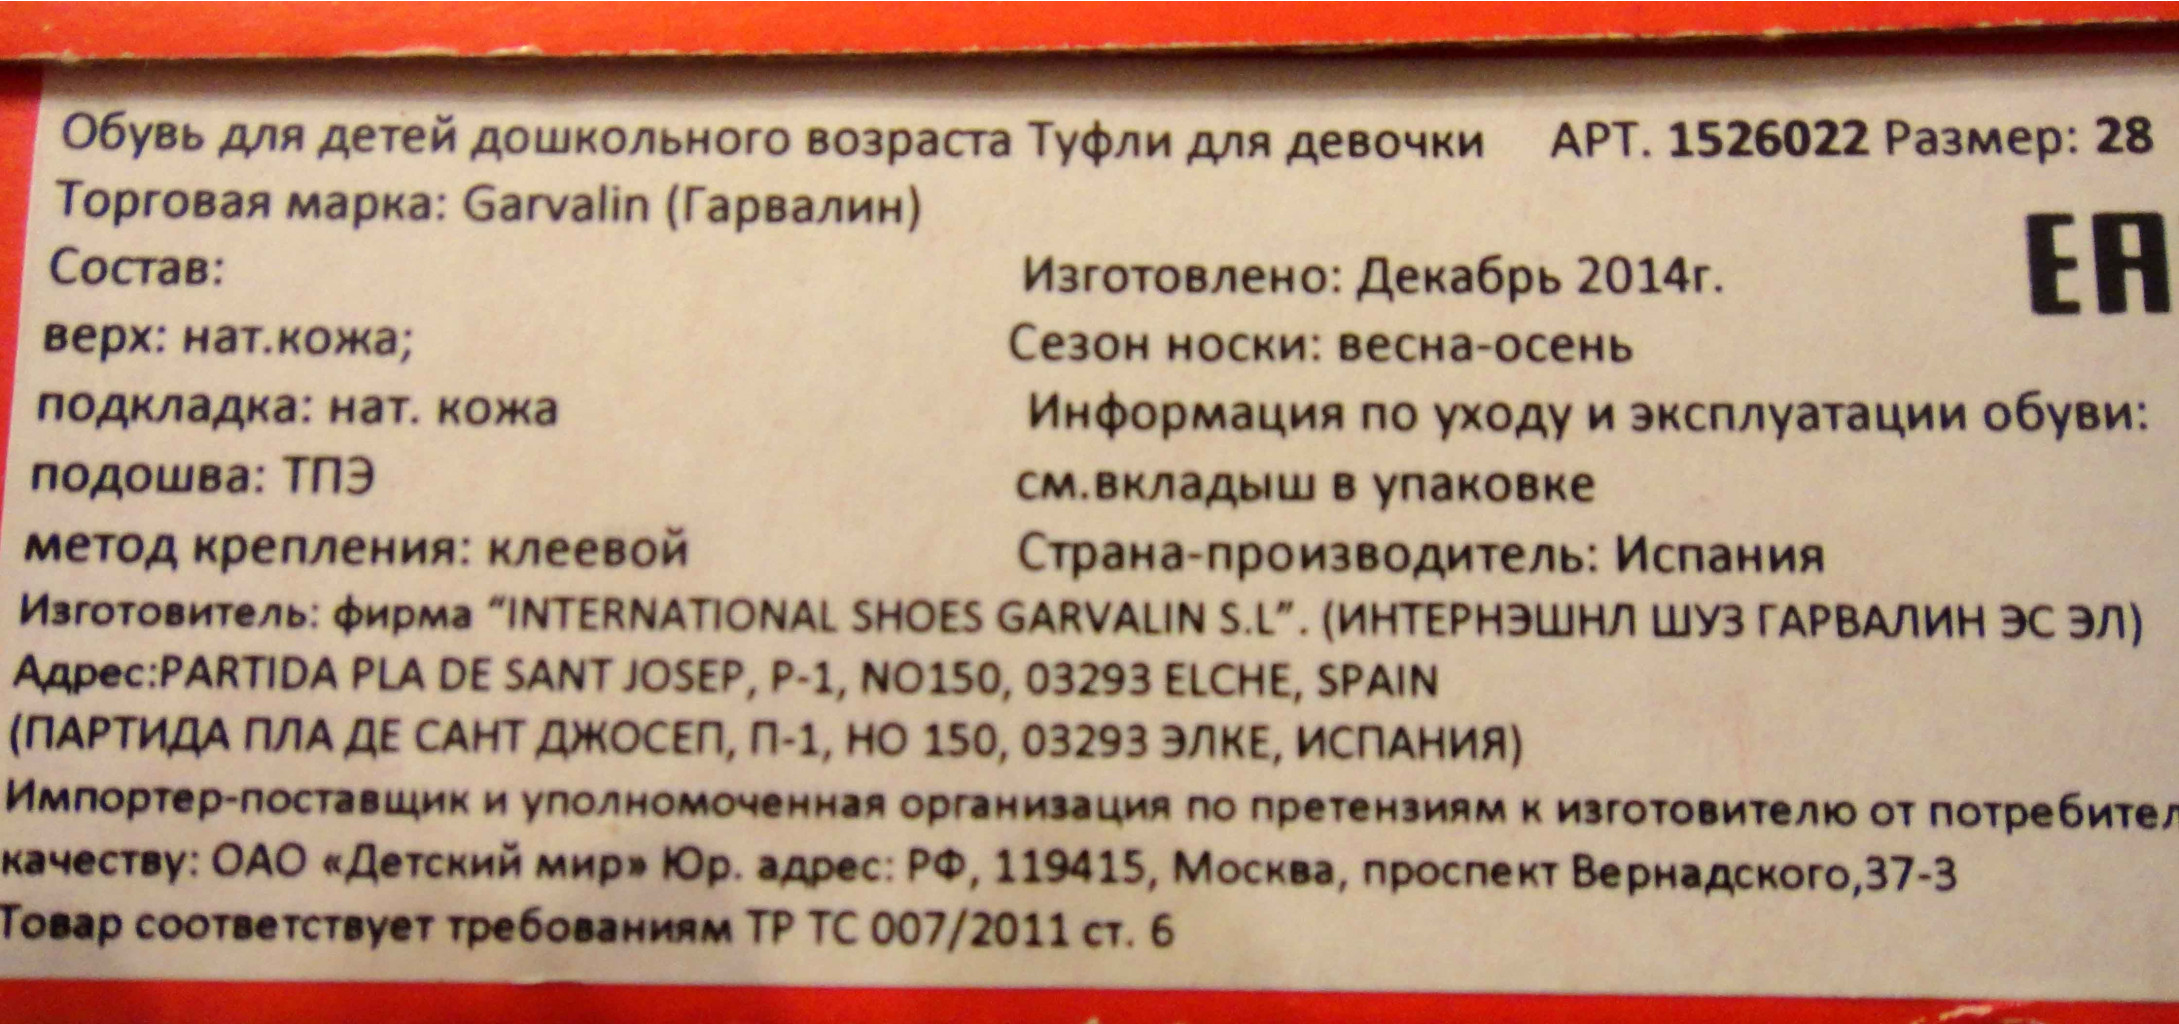 Обувь для детей дошкольного возраста Туфли для девочки АРТ. 1526022 Размер: 28
Торговая марка: Garvalin (Гарвалин)
EA
Состав:
Изготовлено: Декабрь 2014г.
верх: нат.кожа;
Сезон носки: весна-осень
подкладка: нат. кожа
Информация по уходу и эксплуатации обуви:
подошва: ТПЭ
см.вкладыш в упаковке
метод крепления: клеевой
Страна-производитель: Испания
Изготовитель: фирма “INTERNATIONAL SHOES GARVALIN S.L”. (ИНТЕРНЭШНЛ ШУЗ ГАРВАЛИН ЭС ЭЛ)
Адрес:PARTIDA PLA DE SANT JOSEP, P-1, NO150, 03293 ELCHE, SPAIN
(ПАРТИДА ПЛА ДЕ САНТ ДЖОСЕП, П-1, НО 150, 03293 ЭЛКЕ, ИСПАНИЯ)
Импортер-поставщик и уполномоченная организация по претензиям к изготовителю от
качеству: ОАО «Детский мир» Юр. адрес: РФ, 119415, Москва, проспект Вернадского,37-3
Товар соответствует требованиям ТР ТС 007/2011 ст. 6